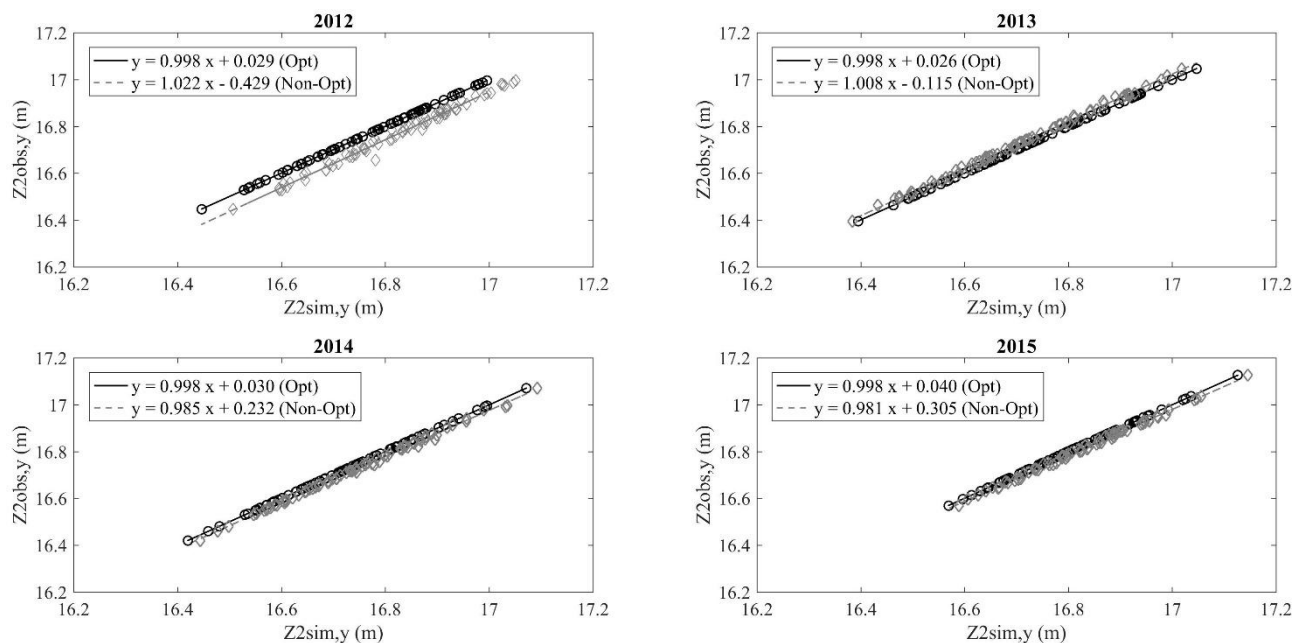 2012
17.2
17
16.8
16.6
16.4
16.2
Z2obs,y (m)
y = 0.998 x + 0.029 (Opt)
y = 1.022 x - 0.429 (Non-Opt)
16.2 16.4 16.6 16.8 17 17.2
Z2sim,y (m)
2013
17.2
17
16.8
16.6
16.4
16.2
Z2obs,y (m)
y = 0.998 x + 0.026 (Opt)
y = 1.008 x - 0.115 (Non-Opt)
16.2 16.4 16.6 16.8 17 17.2
Z2sim,y (m)
2014
17.2
17
16.8
16.6
16.4
16.2
Z2obs,y (m)
y = 0.998 x + 0.030 (Opt)
y = 0.985 x + 0.232 (Non-Opt)
16.2 16.4 16.6 16.8 17 17.2
Z2sim,y (m)
2015
17.2
17
16.8
16.6
16.4
16.2
Z2obs,y (m)
y = 0.998 x + 0.040 (Opt)
y = 0.981 x + 0.305 (Non-Opt)
16.2 16.4 16.6 16.8 17 17.2
Z2sim,y (m)